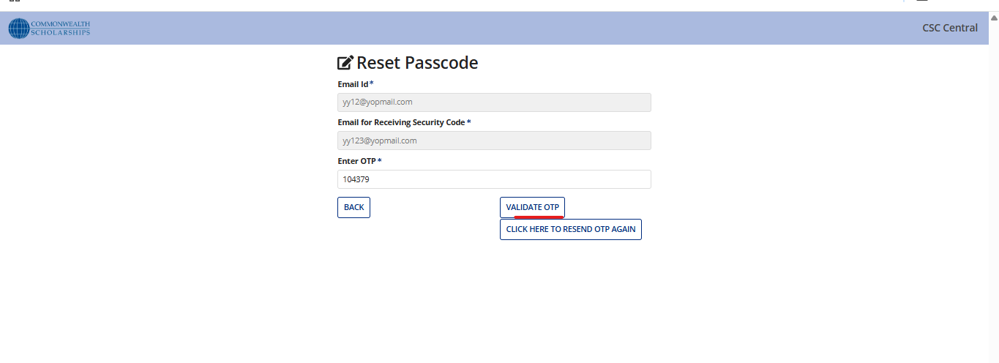 COMMONWEALTH
SCHOLARSHIPS
CSC Central
Reset Passcode
Email Id*
yy12@yopmail.com
Email for Receiving Security Code *
yy123@yopmail.com
Enter OTP *
104379
BACK
VALIDATE OTP
CLICK HERE TO RESEND OTP AGAIN